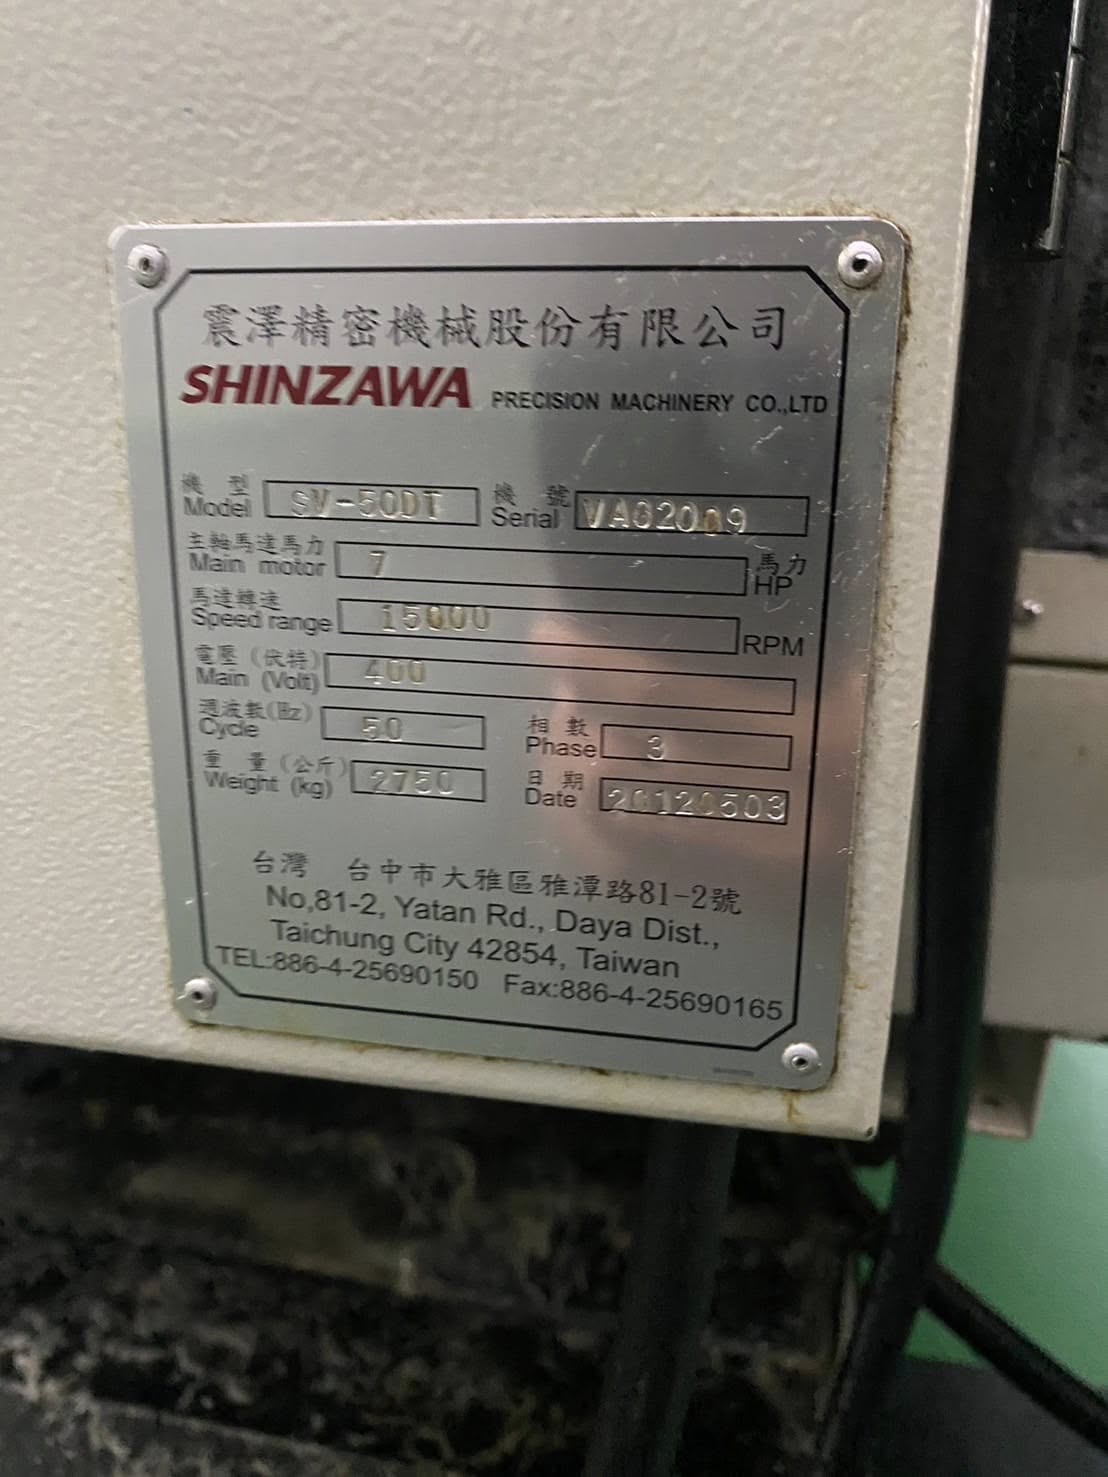 震澤精密機械股份有限公司
SHINZAWA PRECISION MACHINERY CO.,LTD
機 型 機 號
Model SV-50DT Serial VA02009
主軸馬達馬力 馬力
Main motor 7 HP
馬達轉速
Speed range 15000 RPM
電壓 (伏特)
Main (Volt) 400
週波數(Hz) 相 數
Cycle 50 Phase 3
重 量 (公斤) 日 期
Weight (kg) 2750 Date 20120503
台灣 台中市大雅區雅潭路81-2號
No,81-2, Yatan Rd., Daya Dist.,
Taichung City 42854, Taiwan
TEL:886-4-25690150 Fax:886-4-25690165